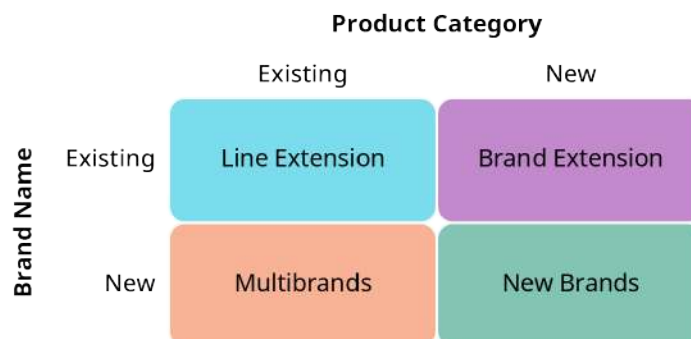 Product Category
Existing New
Brand Name
Existing Line Extension Brand Extension
New Multibrands New Brands